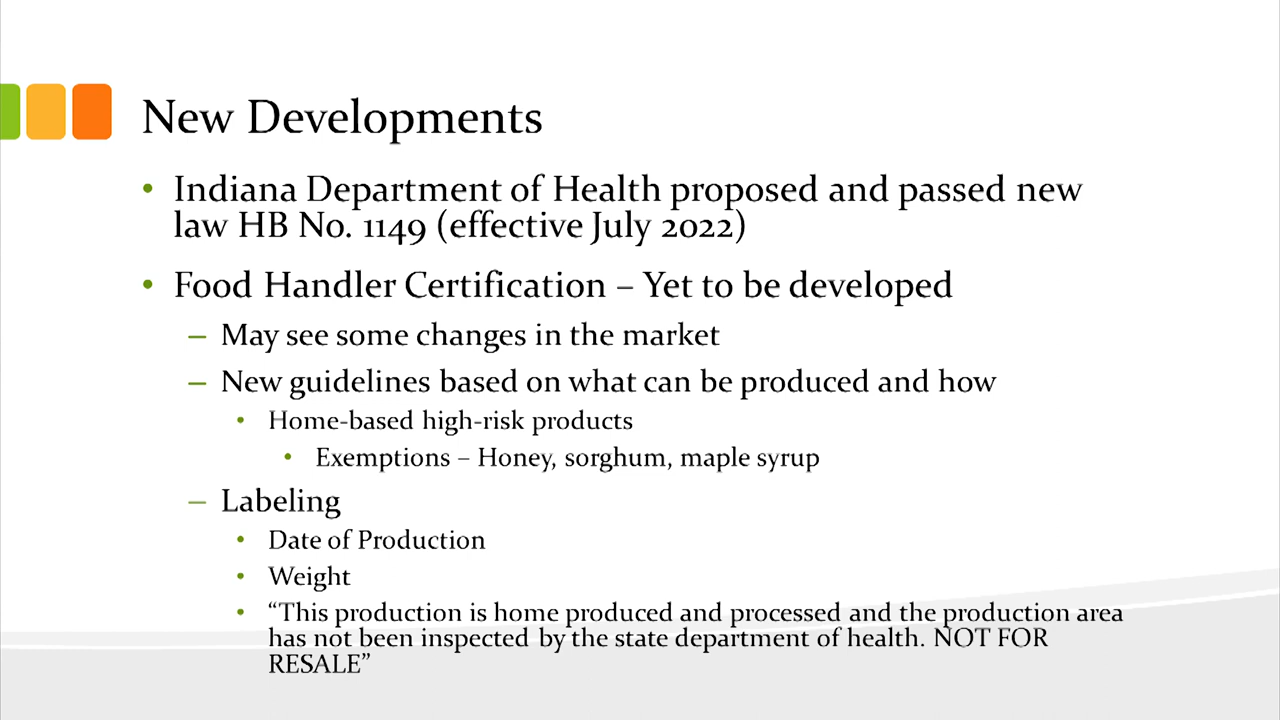 New Developments
• Indiana Department of Health proposed and passed new
law HB No. 1149 (effective July 2022)
• Food Handler Certification – Yet to be developed
– May see some changes in the market
– New guidelines based on what can be produced and how
• Home-based high-risk products
• Exemptions – Honey, sorghum, maple syrup
– Labeling
• Date of Production
• Weight
• “This production is home produced and processed and the production area
has not been inspected by the state department of health. NOT FOR
RESALE”